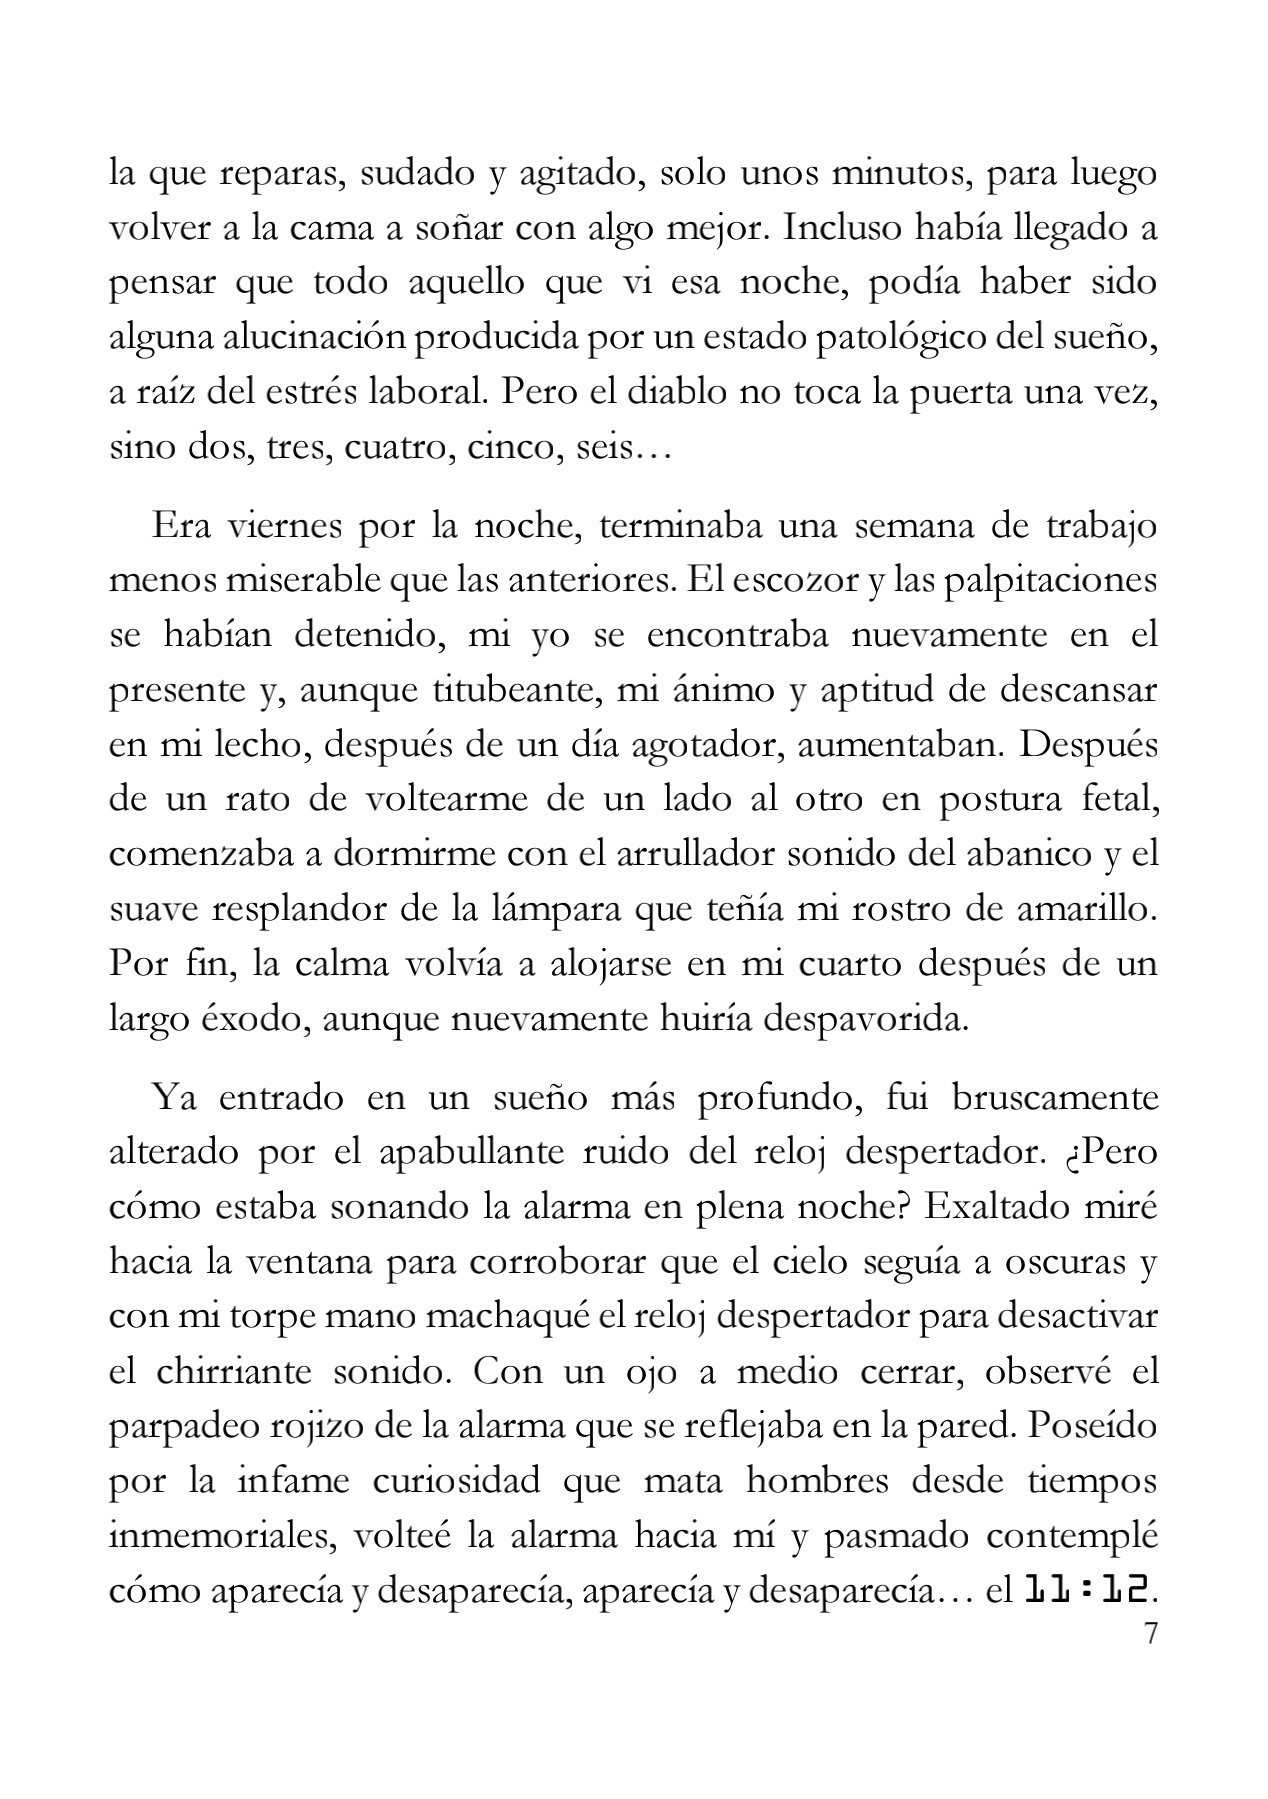 la que reparas, sudado y agitado, solo unos minutos, para luego
volver a la cama a soñar con algo mejor. Incluso había llegado a
pensar que todo aquello que vi esa noche, podía haber sido
alguna alucinación producida por un estado patológico del sueño,
a raíz del estrés laboral. Pero el diablo no toca la puerta una vez,
sino dos, tres, cuatro, cinco, seis…
Era viernes por la noche, terminaba una semana de trabajo
menos miserable que las anteriores. El escozor y las palpitaciones
se habían detenido, mi yo se encontraba nuevamente en el
presente y, aunque titubeante, mi ánimo y aptitud de descansar
en mi lecho, después de un día agotador, aumentaban. Después
de un rato de voltearme de un lado al otro en postura fetal,
comenzaba a dormirme con el arrullador sonido del abanico y el
suave resplandor de la lámpara que teñía mi rostro de amarillo.
Por fin, la calma volvía a alojarse en mi cuarto después de un
largo éxodo, aunque nuevamente huiría despavorida.
Ya entrado en un sueño más profundo, fui bruscamente
alterado por el apabullante ruido del reloj despertador. ¿Pero
cómo estaba sonando la alarma en plena noche? Exaltado miré
hacia la ventana para corroborar que el cielo seguía a oscuras y
con mi torpe mano machaqué el reloj despertador para desactivar
el chirriante sonido. Con un ojo a medio cerrar, observé el
parpadeo rojizo de la alarma que se reflejaba en la pared. Poseído
por la infame curiosidad que mata hombres desde tiempos
inmemoriales, volteé la alarma hacia mí y pasmado contemplé
cómo aparecía y desaparecía, aparecía y desaparecía… el 11:12.
7